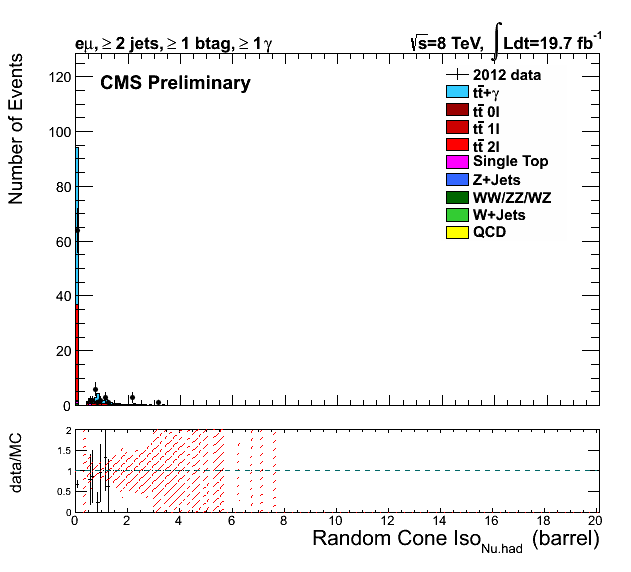 eμ, ≥ 2 jets, ≥ 1 btag, ≥ 1 γ
√s=8 TeV, ∫ Ldt=19.7 fb⁻¹
CMS Preliminary
2012 data
tt̄+γ
tt̄ 0l
tt̄ 1l
tt̄ 2l
Single Top
Z+Jets
WW/ZZ/WZ
W+Jets
QCD
Number of Events
120
100
80
60
40
20
0
data/MC
2
1.5
1
0.5
0
0 2 4 6 8 10 12 14 16 18 20
Random Cone Iso_Nu.had (barrel)